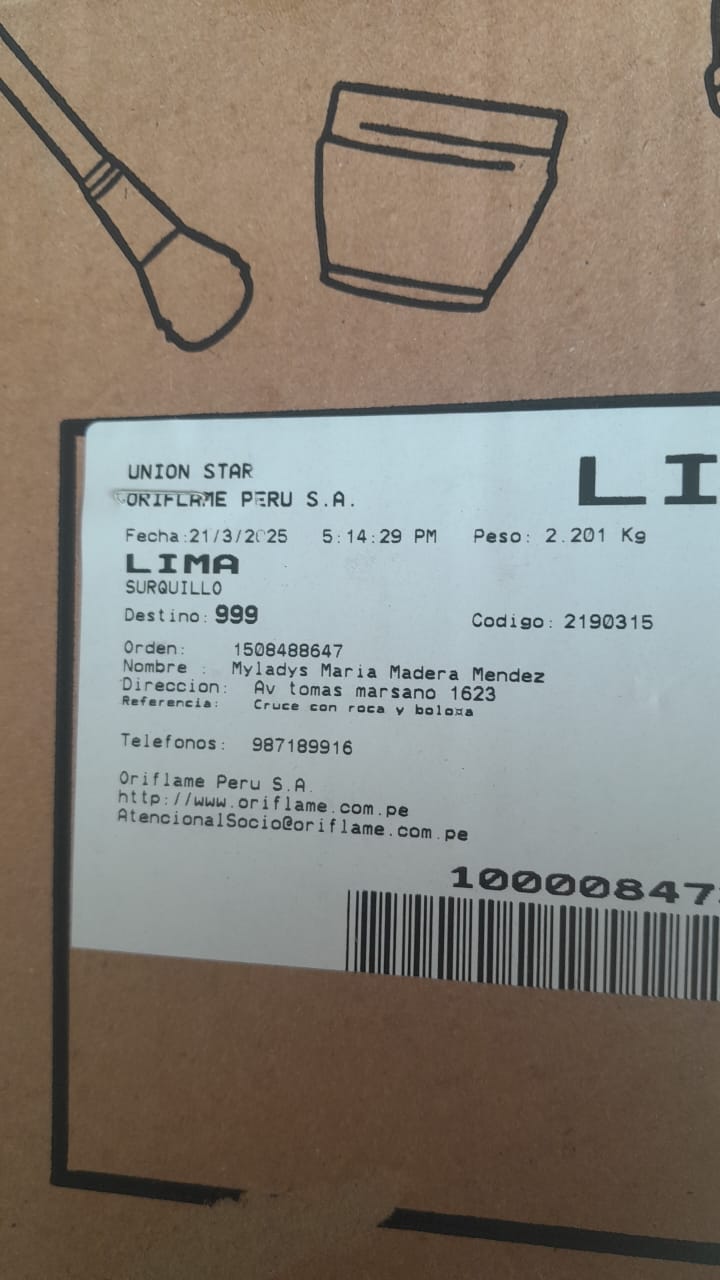 UNION STAR
ORIFLAME PERU S.A.
LI
Fecha:21/3/2025 5:14:29 PM Peso: 2.201 Kg
LIMA
SURQUILLO
Destino: 999 Codigo: 2190315
Orden: 1508488647
Nombre : Myladys Maria Madera Mendez
Direccion: Av tomas marsano 1623
Referencia: Cruce con roca y boloxa
Telefonos: 987189916
Oriflame Peru S.A.
http://www.oriflame.com.pe
AtencionalSocio@oriflame.com.pe
10000847